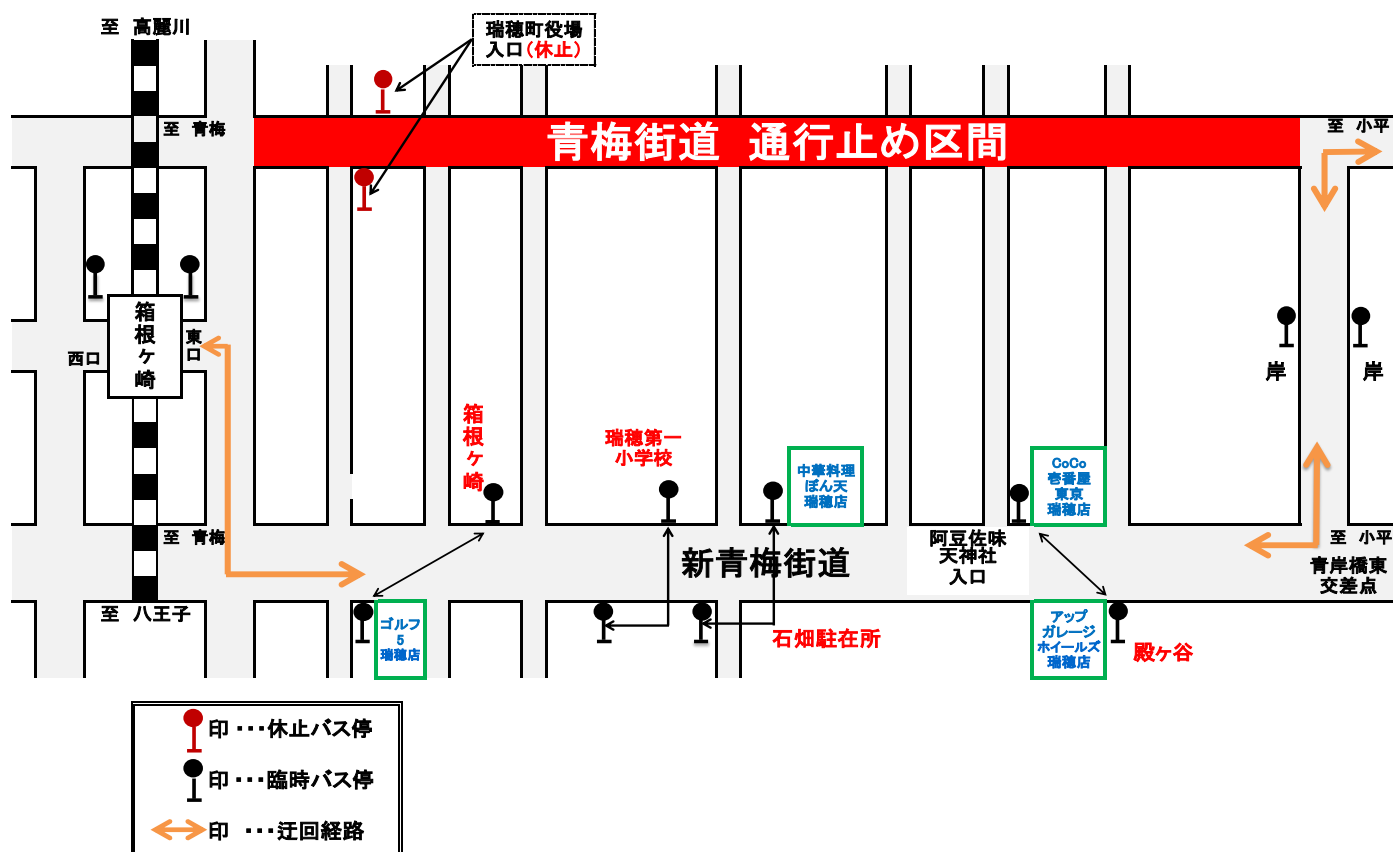 至 高麗川
瑞穂町役場
入口(休止)
至 青梅
青梅街道 通行止め区間
至 小平
箱根ヶ崎
西口
東口
岸
岸
箱根ヶ崎
瑞穂第一
小学校
中華料理
ぼん天
瑞穂店
CoCo
壱番屋
東京
瑞穂店
至 青梅
新青梅街道
阿豆佐味
天神社
入口
至 小平
青岸橋東
交差点
至 八王子
ゴルフ
5
瑞穂店
石畑駐在所
アップ
ガレージ
ホイールズ
瑞穂店
殿ヶ谷
印・・・休止バス停
印・・・臨時バス停
印 ・・・迂回経路